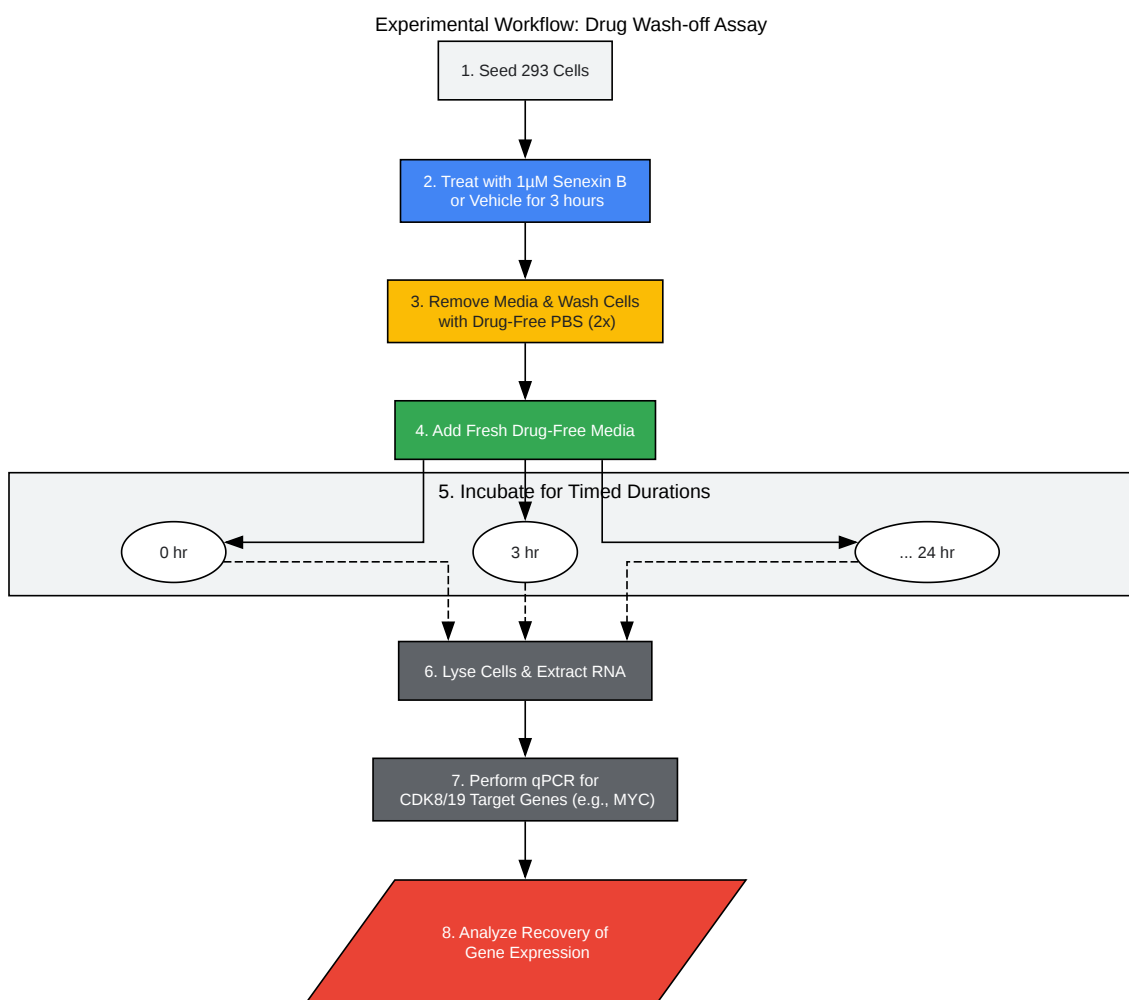 Experimental Workflow: Drug Wash-off Assay
1. Seed 293 Cells
2. Treat with 1µM Senexin B
or Vehicle for 3 hours
3. Remove Media & Wash Cells
with Drug-Free PBS (2x)
4. Add Fresh Drug-Free Media
5. Incubate for Timed Durations
0 hr
3 hr
... 24 hr
6. Lyse Cells & Extract RNA
7. Perform qPCR for
CDK8/19 Target Genes (e.g., MYC)
8. Analyze Recovery of
Gene Expression